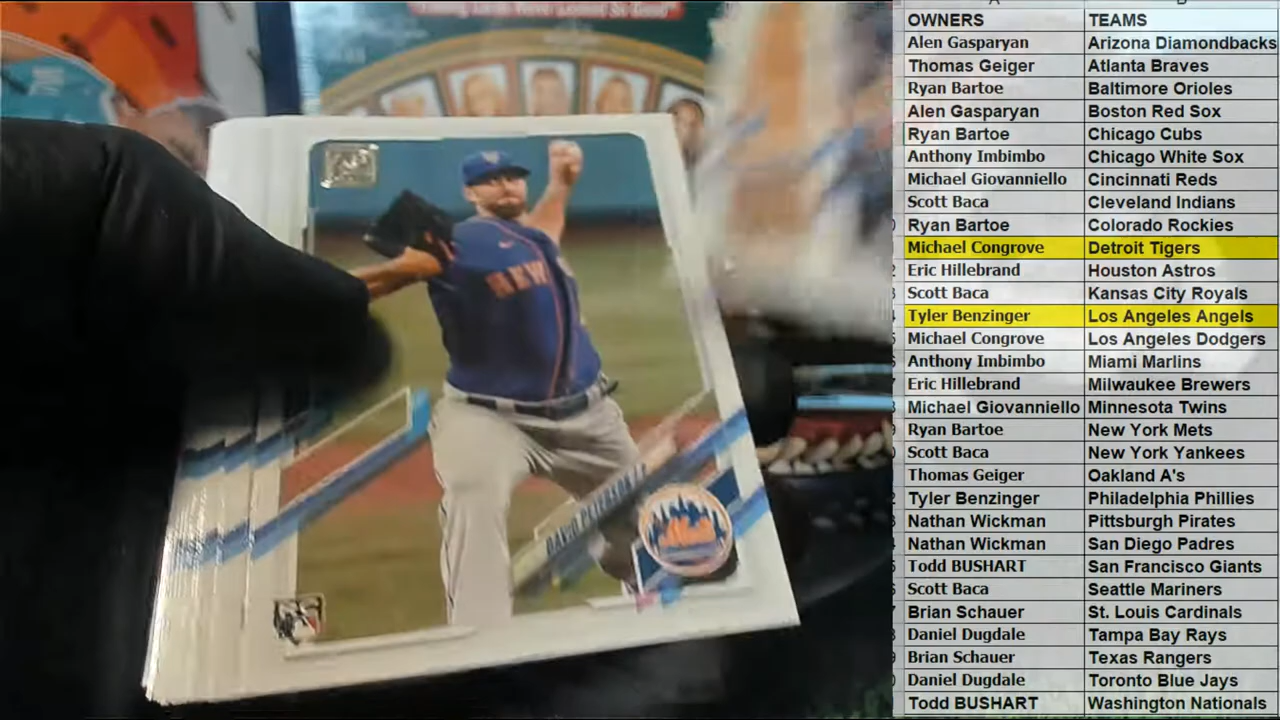 OWNERS TEAMS
Alen Gasparyan Arizona Diamondbacks
Thomas Geiger Atlanta Braves
Ryan Bartoe Baltimore Orioles
Alen Gasparyan Boston Red Sox
Ryan Bartoe Chicago Cubs
Anthony Imbimbo Chicago White Sox
Michael Giovanniello Cincinnati Reds
Scott Baca Cleveland Indians
Ryan Bartoe Colorado Rockies
Michael Congrove Detroit Tigers
Eric Hillebrand Houston Astros
Scott Baca Kansas City Royals
Tyler Benzinger Los Angeles Angels
Michael Congrove Los Angeles Dodgers
Anthony Imbimbo Miami Marlins
Eric Hillebrand Milwaukee Brewers
Michael Giovanniello Minnesota Twins
Ryan Bartoe New York Mets
Scott Baca New York Yankees
Thomas Geiger Oakland A's
Tyler Benzinger Philadelphia Phillies
Nathan Wickman Pittsburgh Pirates
Nathan Wickman San Diego Padres
Todd BUSHART San Francisco Giants
Scott Baca Seattle Mariners
Brian Schauer St. Louis Cardinals
Daniel Dugdale Tampa Bay Rays
Brian Schauer Texas Rangers
Daniel Dugdale Toronto Blue Jays
Todd BUSHART Washington Nationals
NEW
DAVID PETERSON
Mets